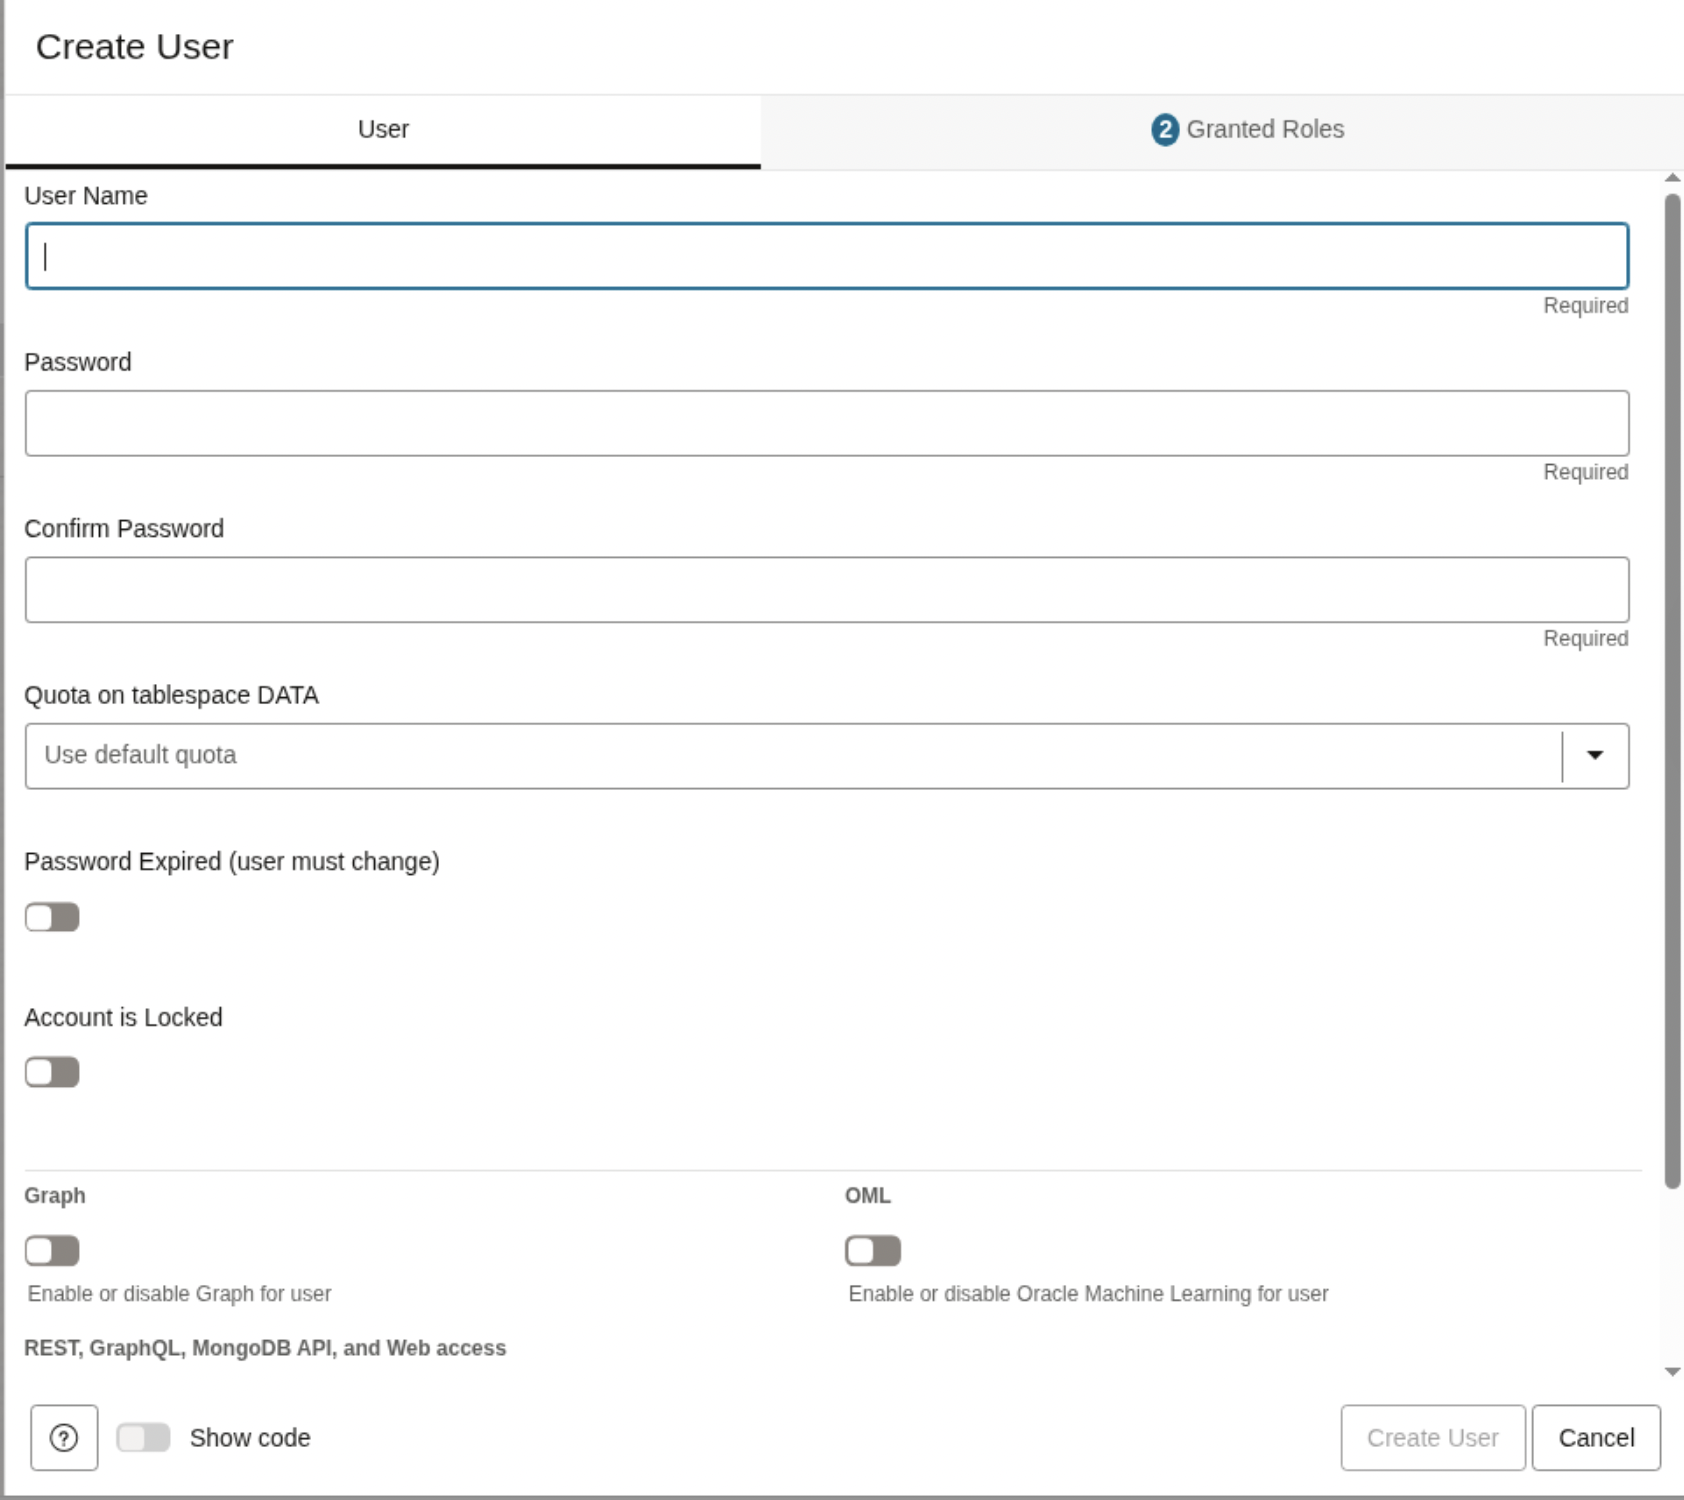 Create User
User
2 Granted Roles
User Name
Required
Password
Required
Confirm Password
Required
Quota on tablespace DATA
Use default quota
Password Expired (user must change)
Account is Locked
Graph
OML
Enable or disable Graph for user
Enable or disable Oracle Machine Learning for user
REST, GraphQL, MongoDB API, and Web access
? Show code
Create User
Cancel